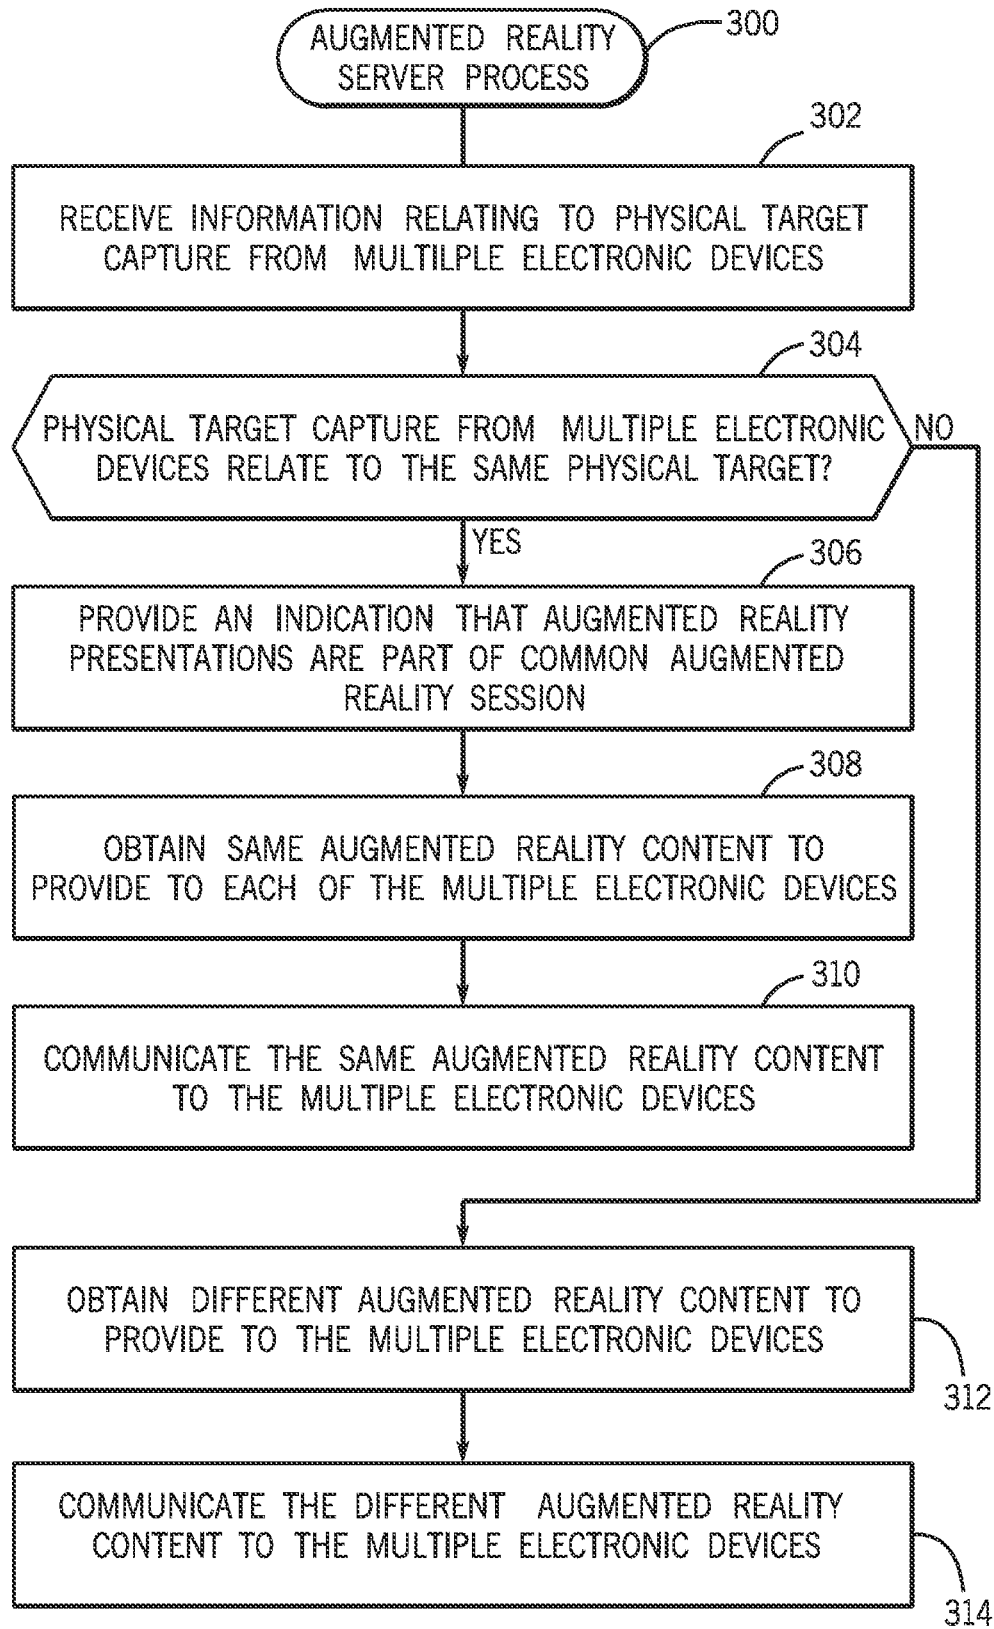 AUGMENTED REALITY
SERVER PROCESS
300
302
RECEIVE INFORMATION RELATING TO PHYSICAL TARGET
CAPTURE FROM MULTILPLE ELECTRONIC DEVICES
304
PHYSICAL TARGET CAPTURE FROM MULTIPLE ELECTRONIC
DEVICES RELATE TO THE SAME PHYSICAL TARGET?
NO
YES
306
PROVIDE AN INDICATION THAT AUGMENTED REALITY
PRESENTATIONS ARE PART OF COMMON AUGMENTED
REALITY SESSION
308
OBTAIN SAME AUGMENTED REALITY CONTENT TO
PROVIDE TO EACH OF THE MULTIPLE ELECTRONIC DEVICES
310
COMMUNICATE THE SAME AUGMENTED REALITY CONTENT
TO THE MULTIPLE ELECTRONIC DEVICES
OBTAIN DIFFERENT AUGMENTED REALITY CONTENT TO
PROVIDE TO THE MULTIPLE ELECTRONIC DEVICES
312
COMMUNICATE THE DIFFERENT AUGMENTED REALITY
CONTENT TO THE MULTIPLE ELECTRONIC DEVICES
314